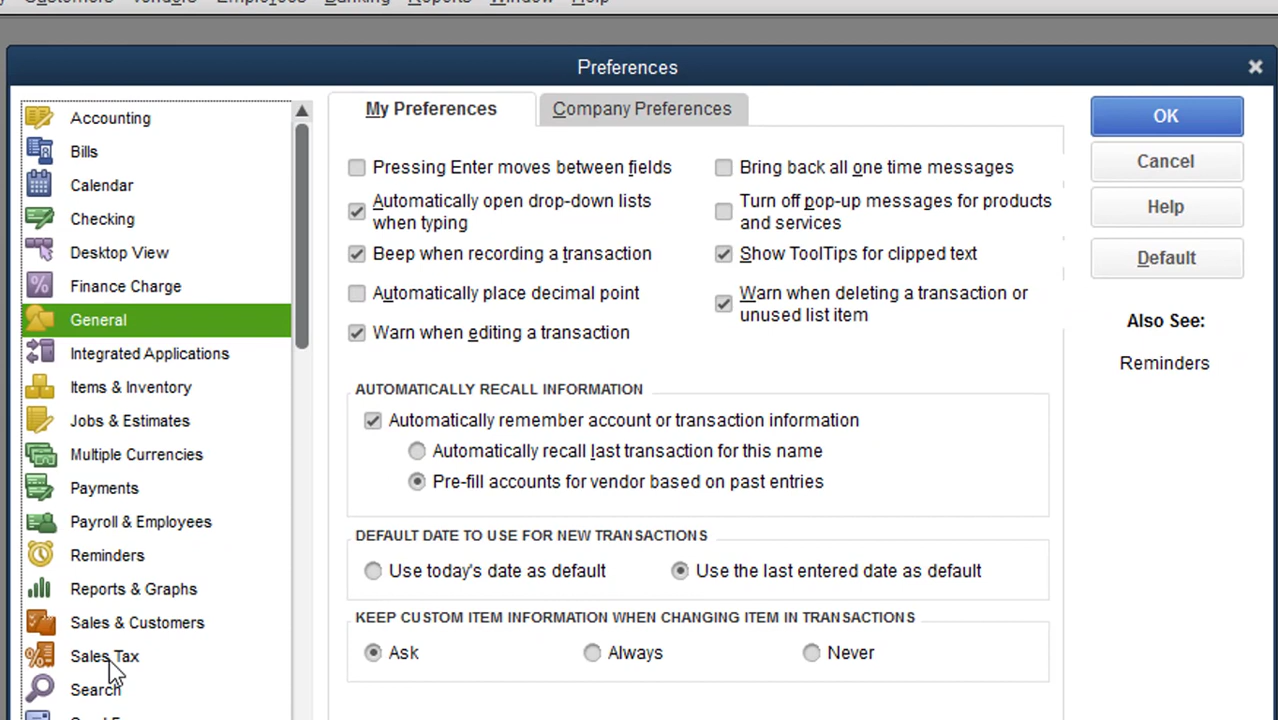 Customers Vendors Employees Banking Reports Window Help
Preferences
Accounting
Bills
Calendar
Checking
Desktop View
Finance Charge
General
Integrated Applications
Items & Inventory
Jobs & Estimates
Multiple Currencies
Payments
Payroll & Employees
Reminders
Reports & Graphs
Sales & Customers
Sales Tax
Search
My Preferences
Company Preferences
Pressing Enter moves between fields
Automatically open drop-down lists
when typing
Beep when recording a transaction
Automatically place decimal point
Warn when editing a transaction
Bring back all one time messages
Turn off pop-up messages for products
and services
Show ToolTips for clipped text
Warn when deleting a transaction or
unused list item
AUTOMATICALLY RECALL INFORMATION
Automatically remember account or transaction information
Automatically recall last transaction for this name
Pre-fill accounts for vendor based on past entries
DEFAULT DATE TO USE FOR NEW TRANSACTIONS
Use today's date as default
Use the last entered date as default
KEEP CUSTOM ITEM INFORMATION WHEN CHANGING ITEM IN TRANSACTIONS
Ask
Always
Never
OK
Cancel
Help
Default
Also See:
Reminders